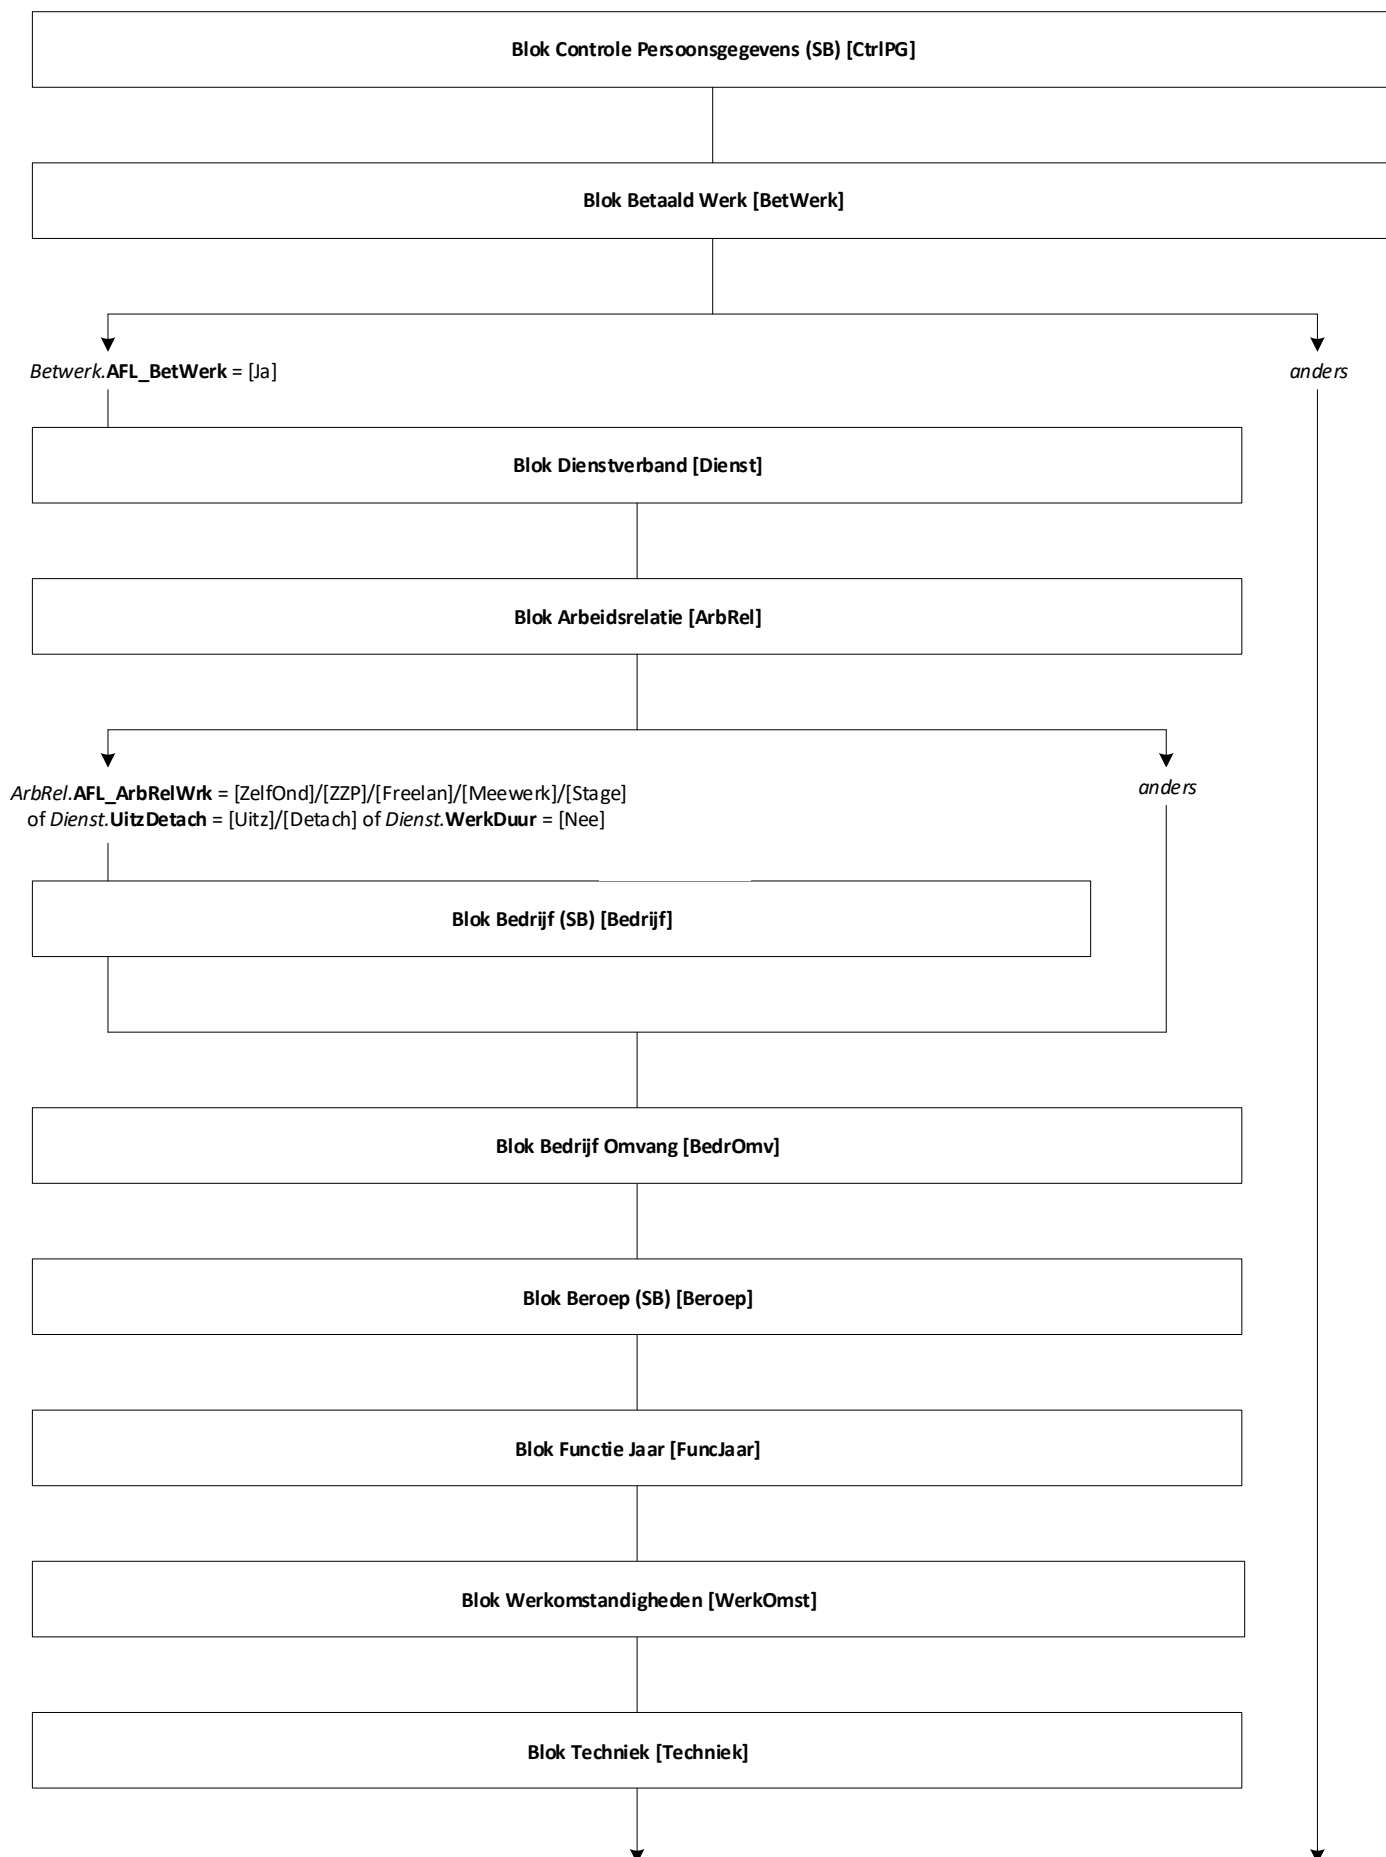 Blok Controle Persoonsgegevens (SB) [CtrlPG]
Blok Betaald Werk [BetWerk]
Betwerk.AFL_BetWerk = [Ja]
anders
Blok Dienstverband [Dienst]
Blok Arbeidsrelatie [ArbRel]
ArbRel.AFL_ArbRelWrk = [ZelfOnd]/[ZZP]/[Freelan]/[Meewerk]/[Stage]
of Dienst.UitzDetach = [Uitz]/[Detach] of Dienst.WerkDuur = [Nee]
anders
Blok Bedrijf (SB) [Bedrijf]
Blok Bedrijf Omvang [BedrOmv]
Blok Beroep (SB) [Beroep]
Blok Functie Jaar [FuncJaar]
Blok Werkomstandigheden [WerkOmst]
Blok Techniek [Techniek]